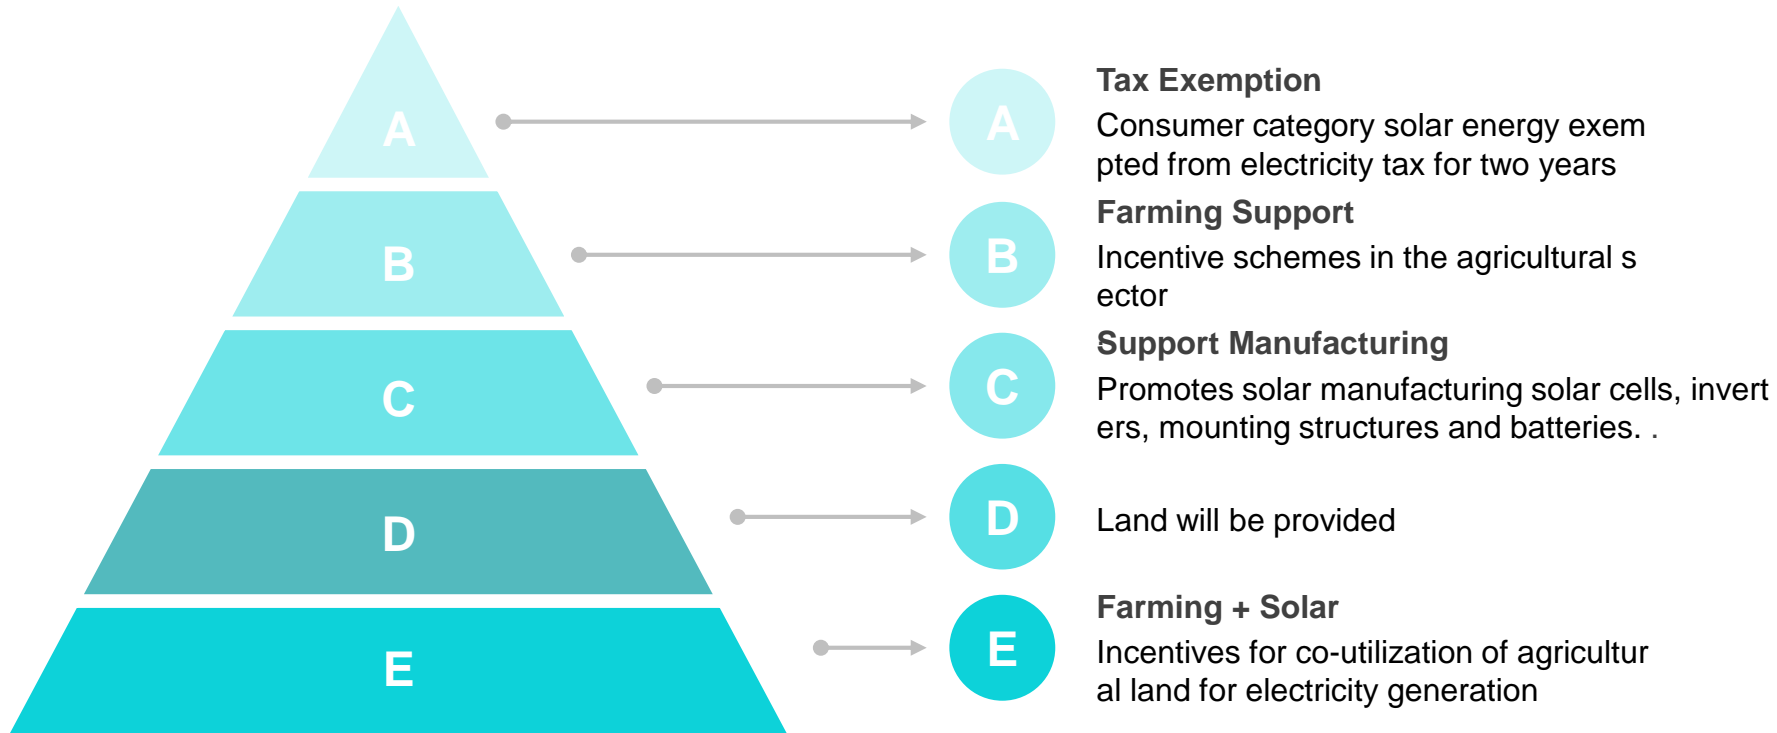 A
A
Tax Exemption
Consumer category solar energy exem
pted from electricity tax for two years
B
B
Farming Support
Incentive schemes in the agricultural s
ector
C
C
Support Manufacturing
Promotes solar manufacturing solar cells, invert
ers, mounting structures and batteries. .
D
D
Land will be provided
E
E
Farming + Solar
Incentives for co-utilization of agricultur
al land for electricity generation